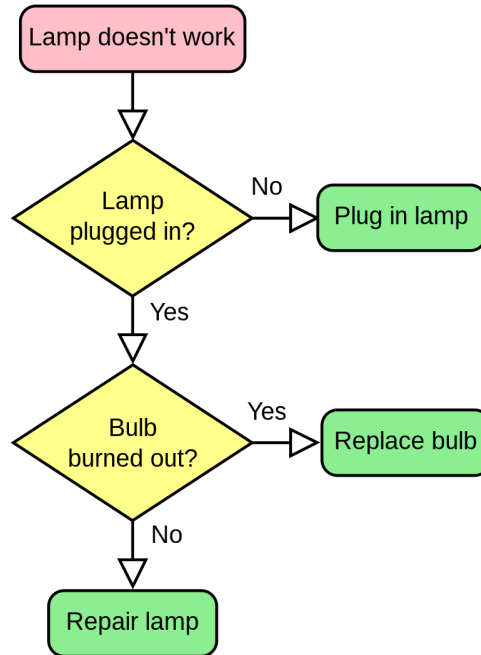 Lamp doesn't work
Lamp
plugged in?
No
Plug in lamp
Yes
Bulb
burned out?
Yes
Replace bulb
No
Repair lamp